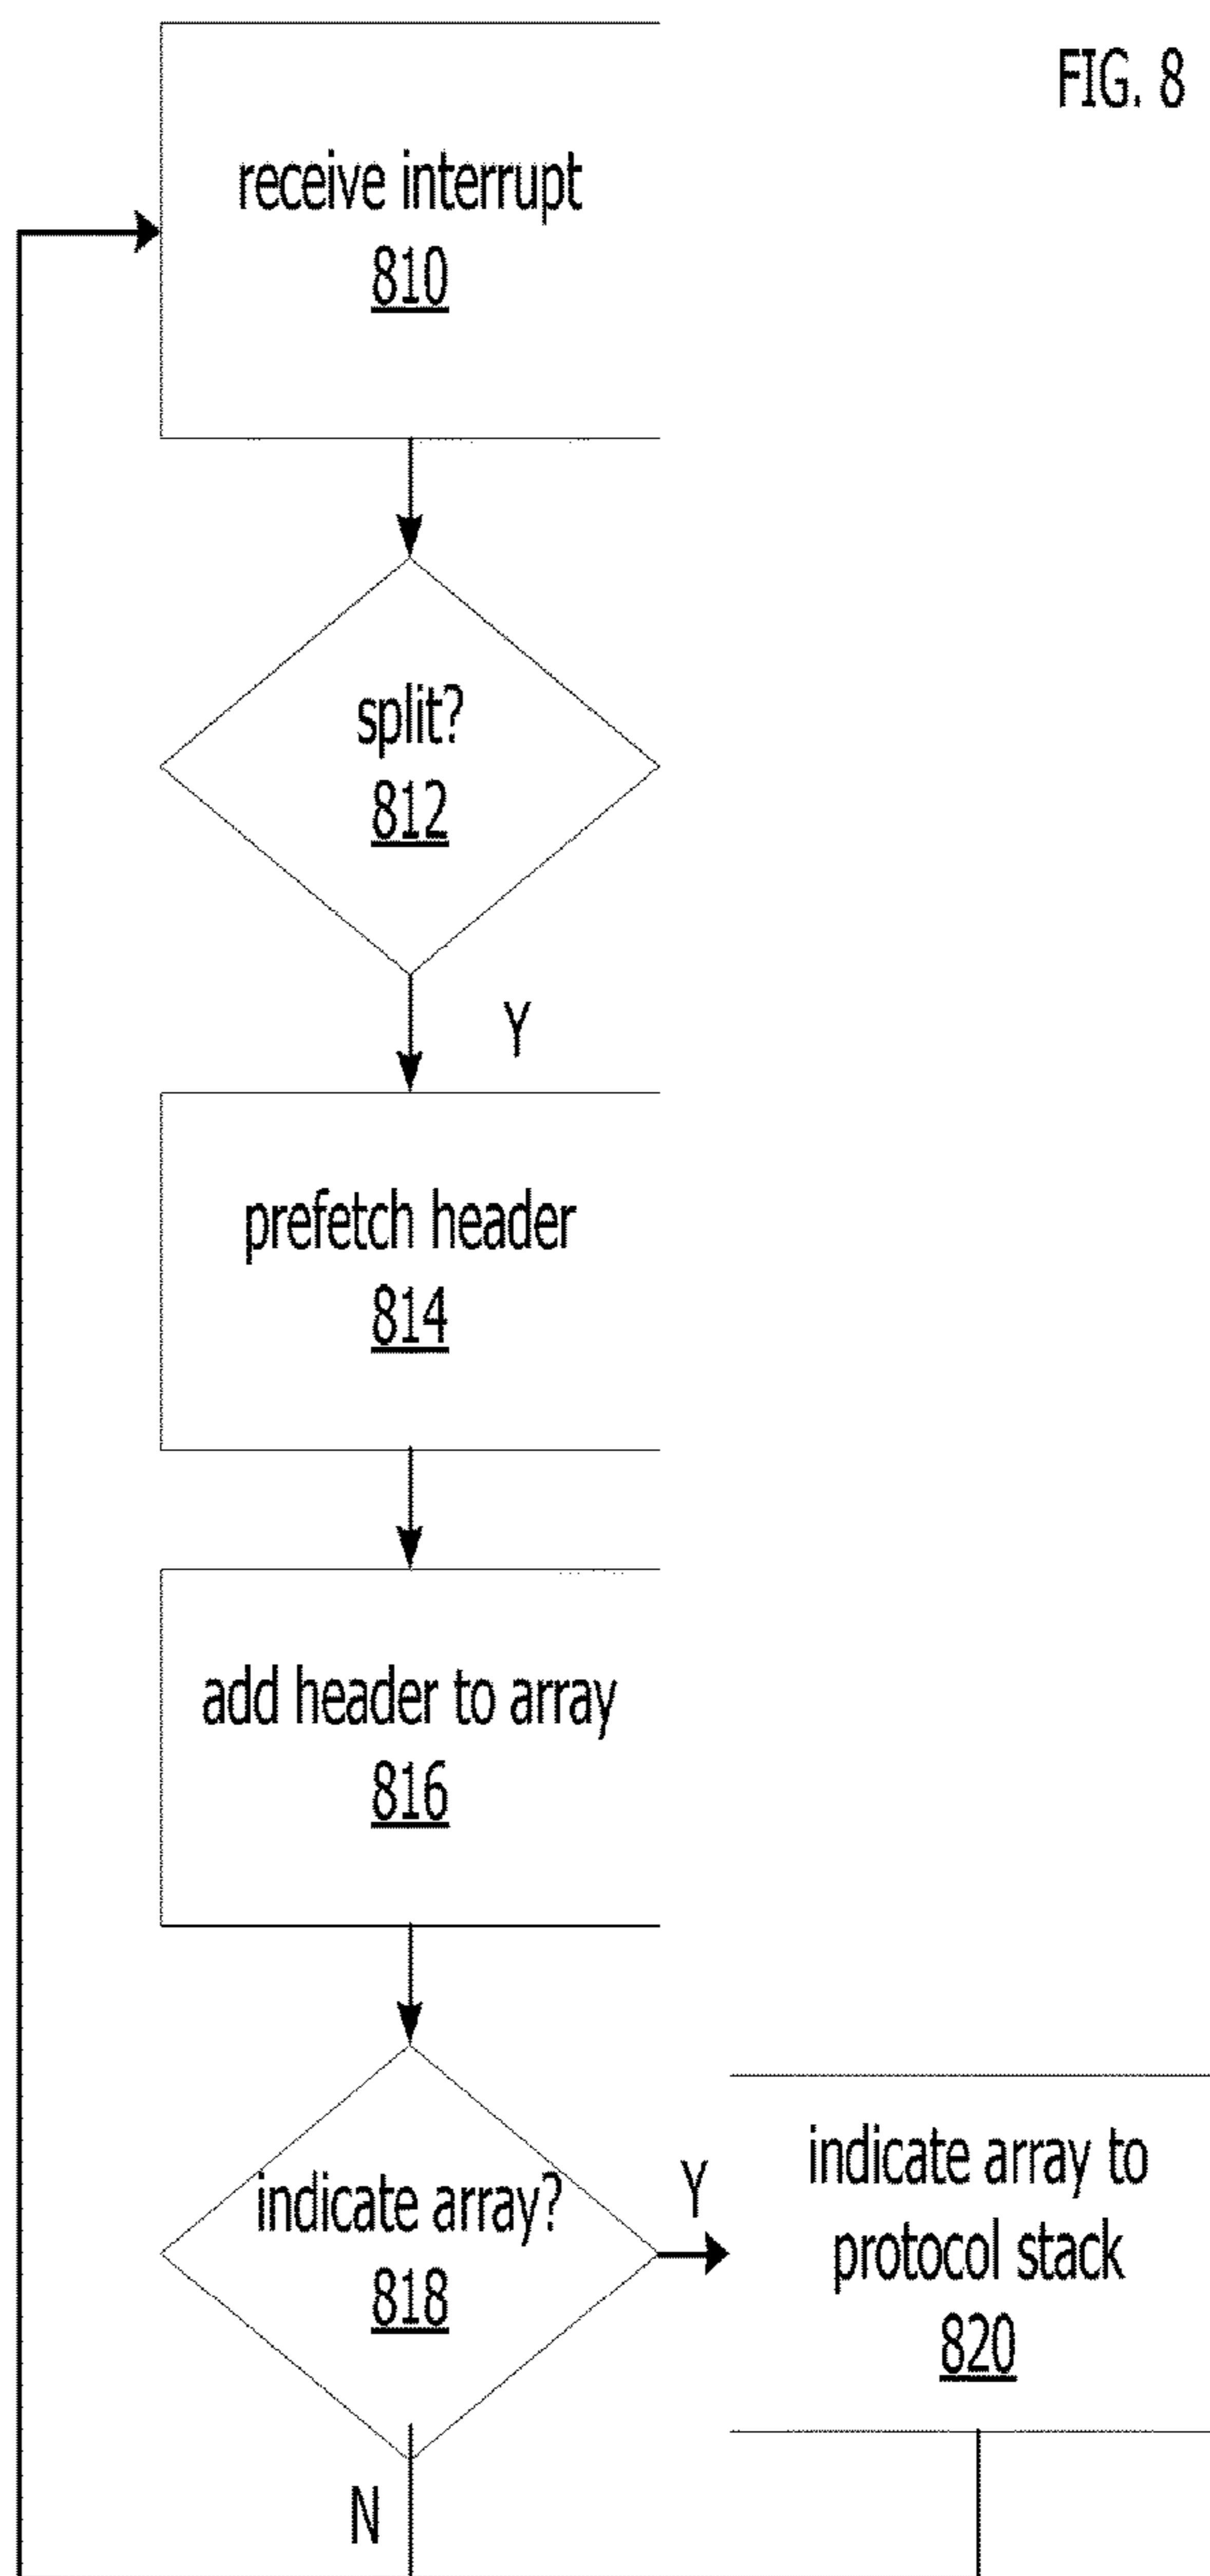 FIG. 8
receive interrupt
810
split?
812
Y
prefetch header
814
add header to array
816
indicate array?
818
Y
indicate array to
protocol stack
820
N